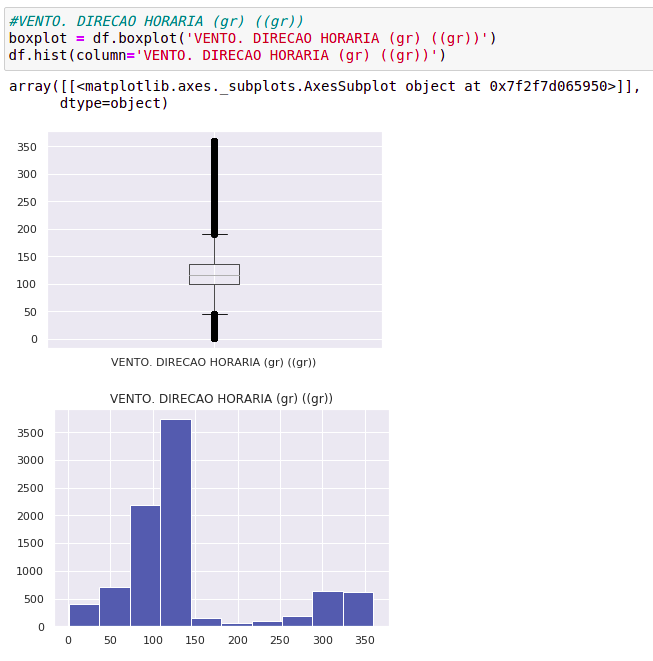 #VENTO. DIRECAO HORARIA (gr) ((gr))
boxplot = df.boxplot('VENTO. DIRECAO HORARIA (gr) ((gr))')
df.hist(column='VENTO. DIRECAO HORARIA (gr) ((gr))')
array([[<matplotlib.axes._subplots.AxesSubplot object at 0x7f2f7d065950>]],
dtype=object)
350
300
250
200
150
100
50
0
VENTO. DIRECAO HORARIA (gr) ((gr))
VENTO. DIRECAO HORARIA (gr) ((gr))
3500
3000
2500
2000
1500
1000
500
0
0 50 100 150 200 250 300 350